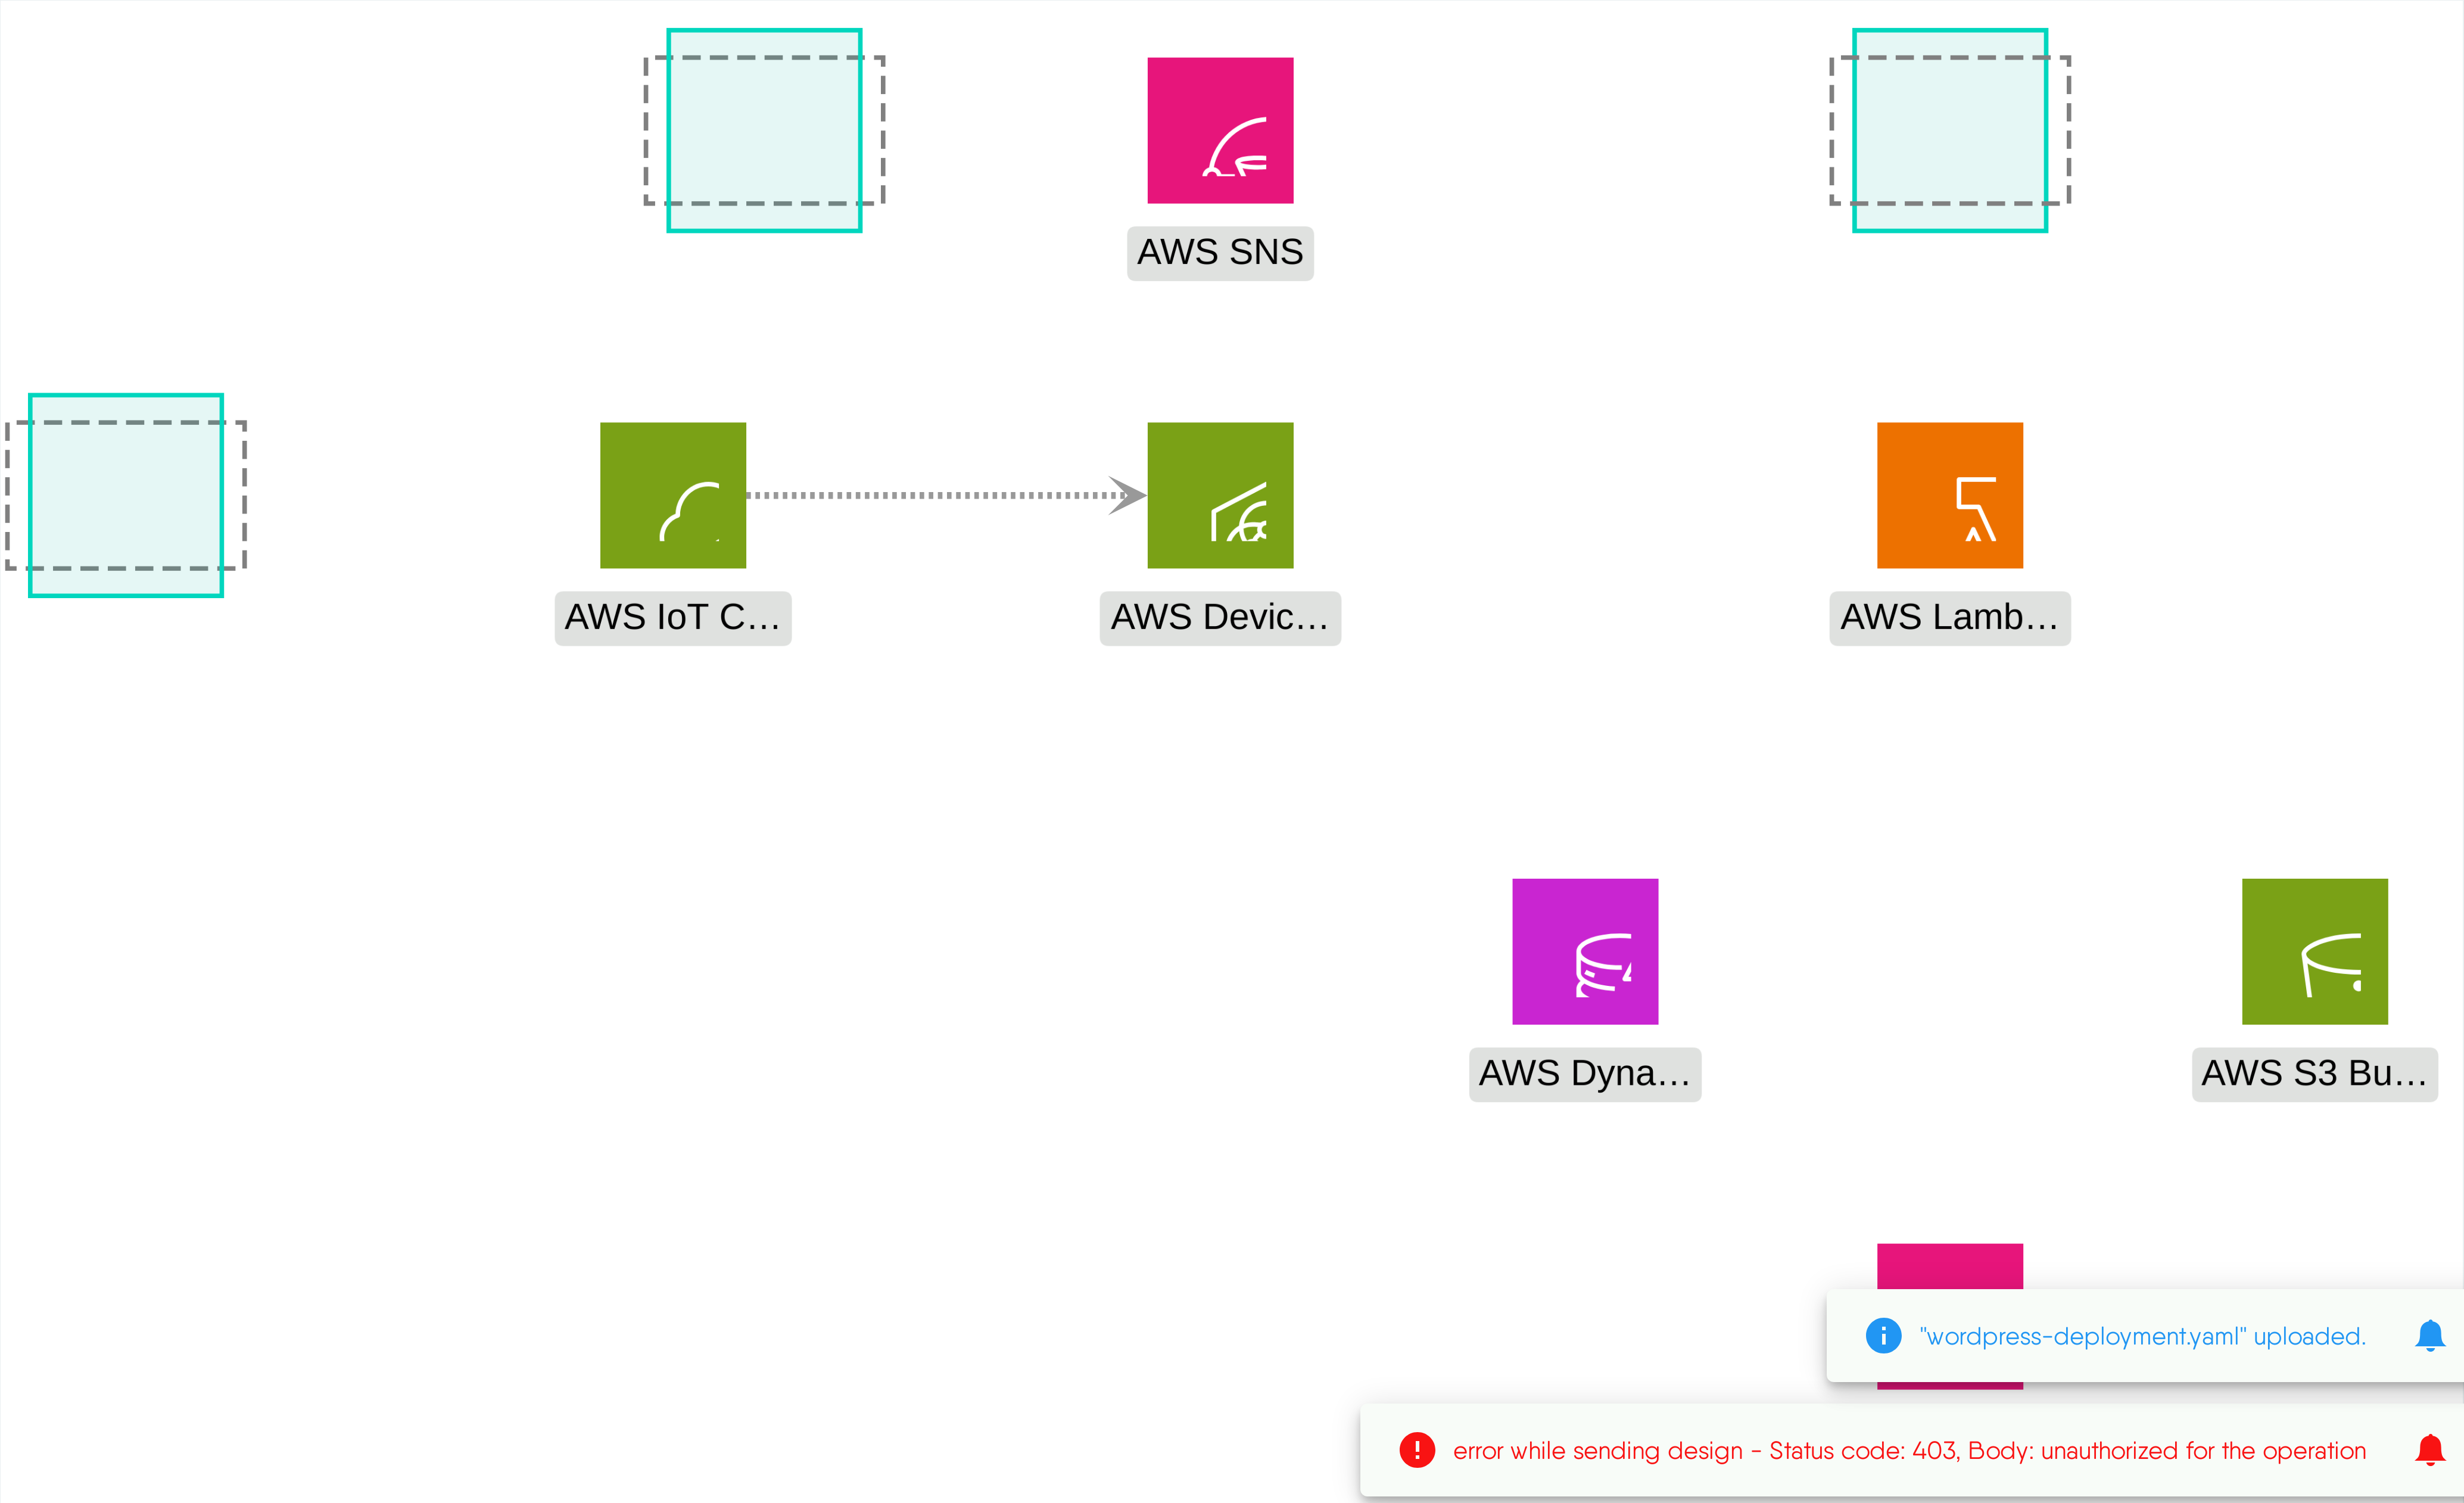 AWS SNS
AWS IoT C...
AWS Devic...
AWS Lamb...
AWS Dyna...
AWS S3 Bu...
"wordpress-deployment.yaml" uploaded.
error while sending design - Status code: 403, Body: unauthorized for the operation